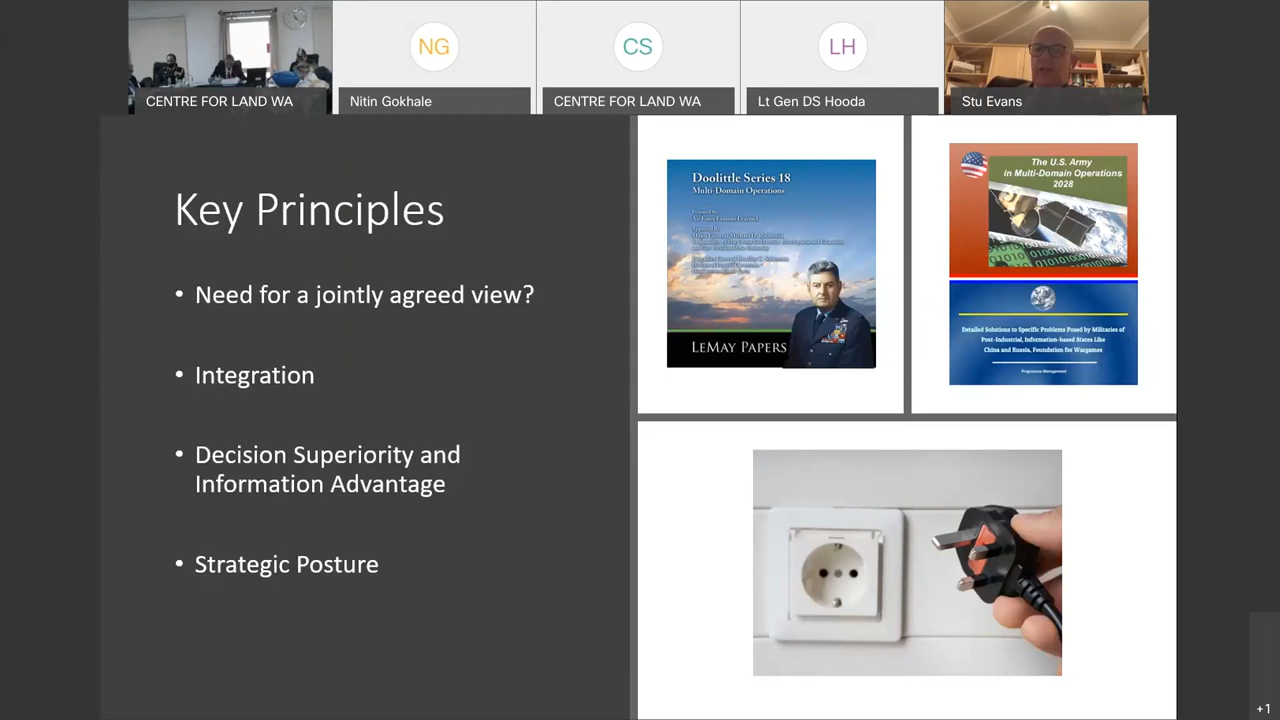 NG
CS
LH
CENTRE FOR LAND WA
Nitin Gokhale
CENTRE FOR LAND WA
Lt Gen DS Hooda
Stu Evans
Key Principles
• Need for a jointly agreed view?
• Integration
• Decision Superiority and
Information Advantage
• Strategic Posture
Doolittle Series 18
Multi-Domain Operations
LEMAY PAPERS
The U.S. Army
in Multi-Domain Operations
2028
Detailed Solutions to Specific Problems Posed by Militaries of
Post-Industrial, Information-based States Like
China and Russia, Foundation for Wargames
Progressive Management
+1